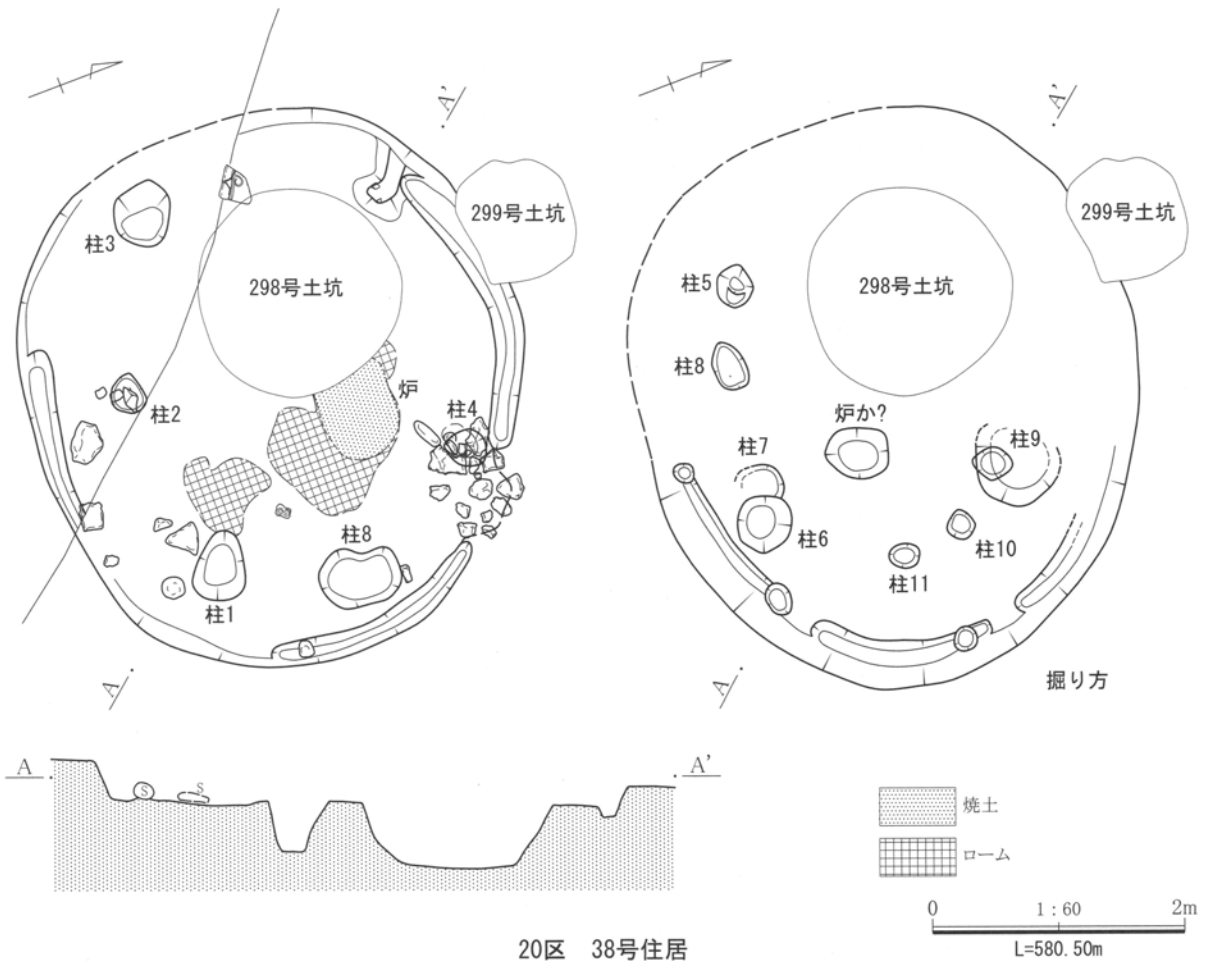 A'
299号土坑
柱3
298号土坑
炉
柱2
柱4
柱8
柱1
A
A'
299号土坑
柱5
298号土坑
柱8
炉か?
柱9
柱7
柱6
柱10
柱11
A
掘り方
A
A'
S
S
焼土
ローム
0 1:60 2m
L=580.50m
20区 38号住居